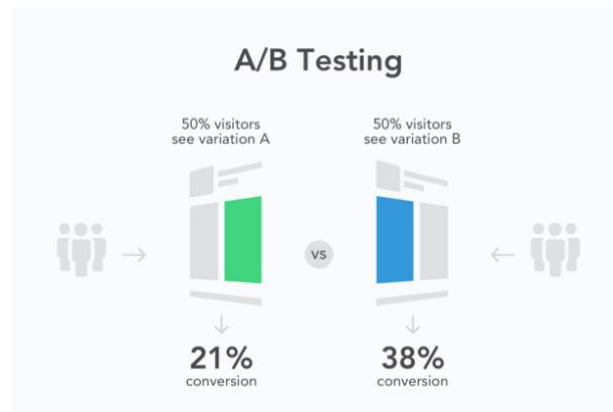 A/B Testing
50% visitors
see variation A
50% visitors
see variation B
VS
21%
conversion
38%
conversion